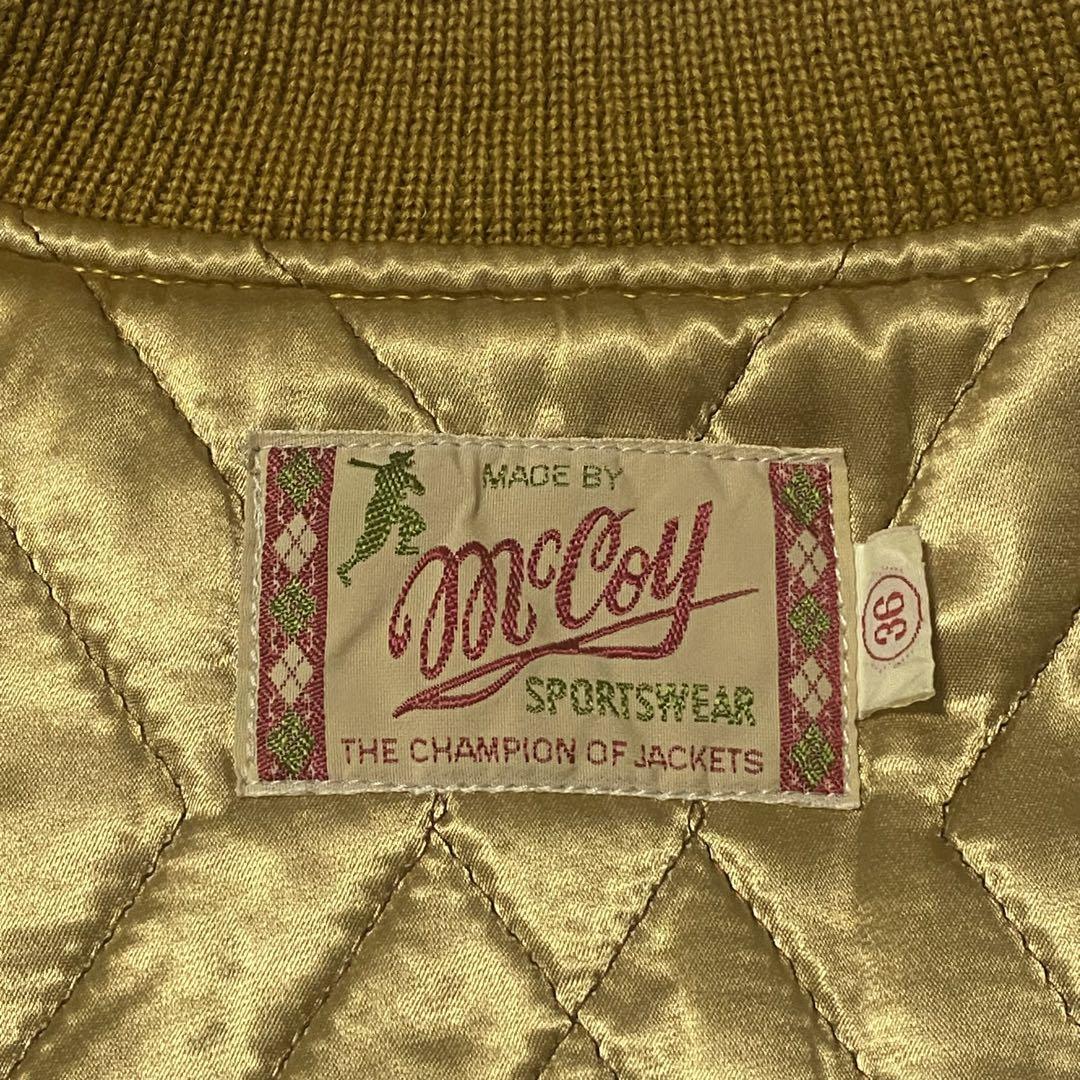 MADE BY
McCoy
SPORTSWEAR
THE CHAMPION OF JACKETS
36